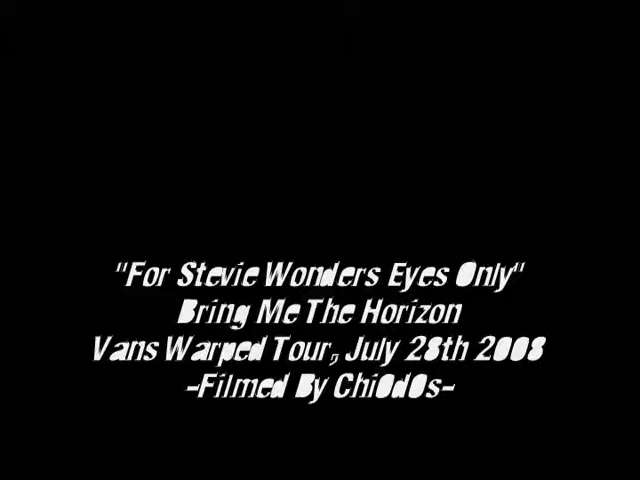 "For Stevie Wonders Eyes Only"
Bring Me The Horizon
Vans Warped Tour, July 28th 2008
-Filmed By Chi0d0s-